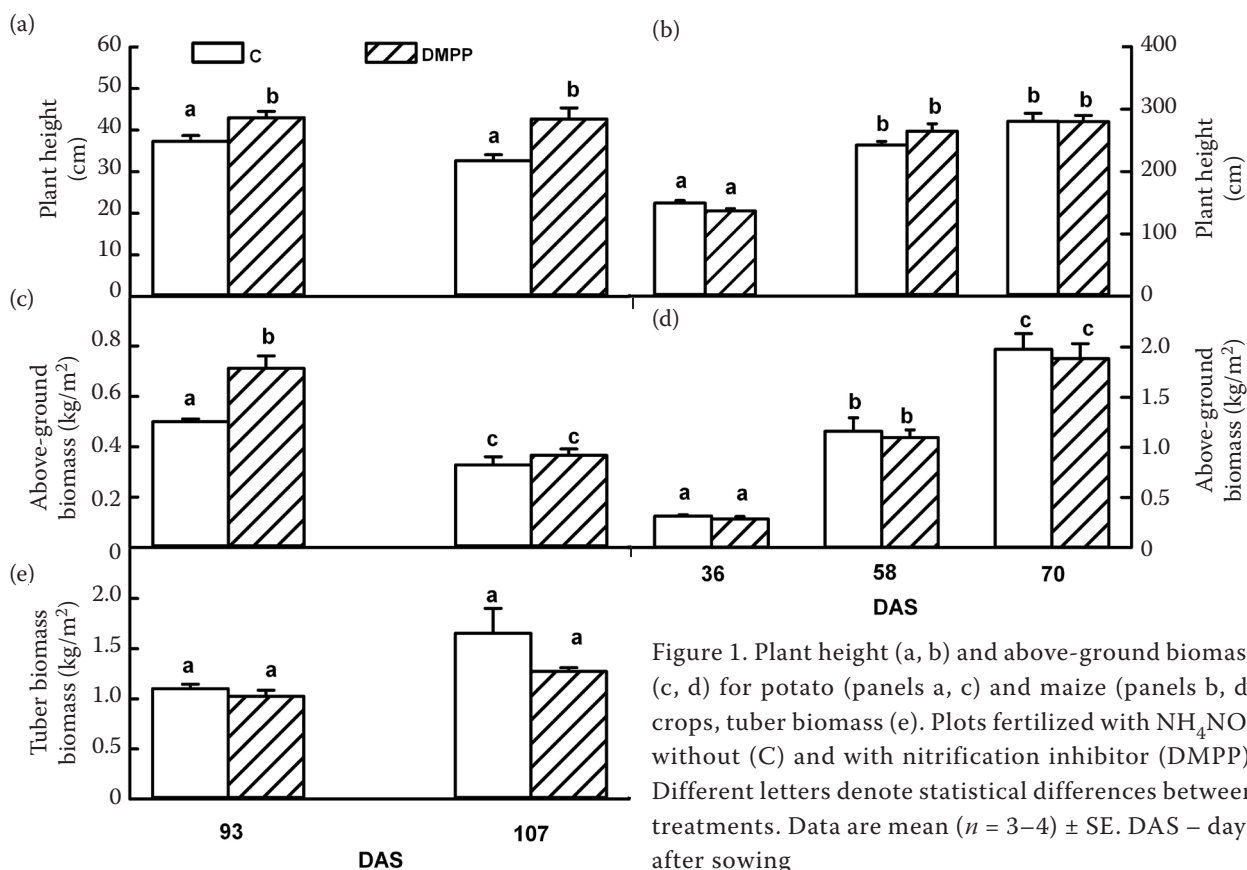 (a)
60
50
40
30
20
10
0
Plant height
(cm)
C
DMPP
a
b
a
b
(b)
400
300
200
100
0
Plant height
(cm)
a
a
b
b
b
b
(c)
0.8
0.6
0.4
0.2
0
Above-ground
biomass (kg/m²)
a
b
c
c
(d)
2.0
1.5
1.0
0.5
0
Above-ground
biomass (kg/m²)
a
a
b
b
c
c
36 58 70
DAS
(e)
2.0
1.5
1.0
0.5
0
Tuber biomass
biomass (kg/m²)
a
a
a
a
93 107
DAS
Figure 1. Plant height (a, b) and above-ground biomas
(c, d) for potato (panels a, c) and maize (panels b, d
crops, tuber biomass (e). Plots fertilized with NH₄NO
without (C) and with nitrification inhibitor (DMPP)
Different letters denote statistical differences between
treatments. Data are mean (n = 3–4) ± SE. DAS – day
after sowing